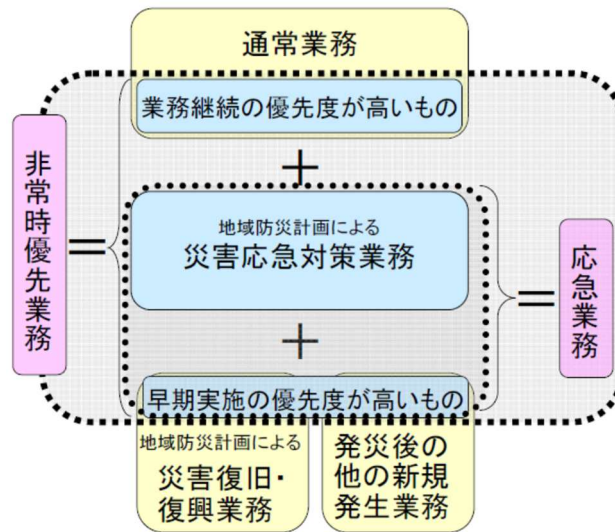 通常業務
業務継続の優先度が高いもの
＋
非常時優先業務
＝
地域防災計画による
災害応急対策業務
＝
応急業務
＋
早期実施の優先度が高いもの
地域防災計画による
災害復旧・
復興業務
発災後の
他の新規
発生業務